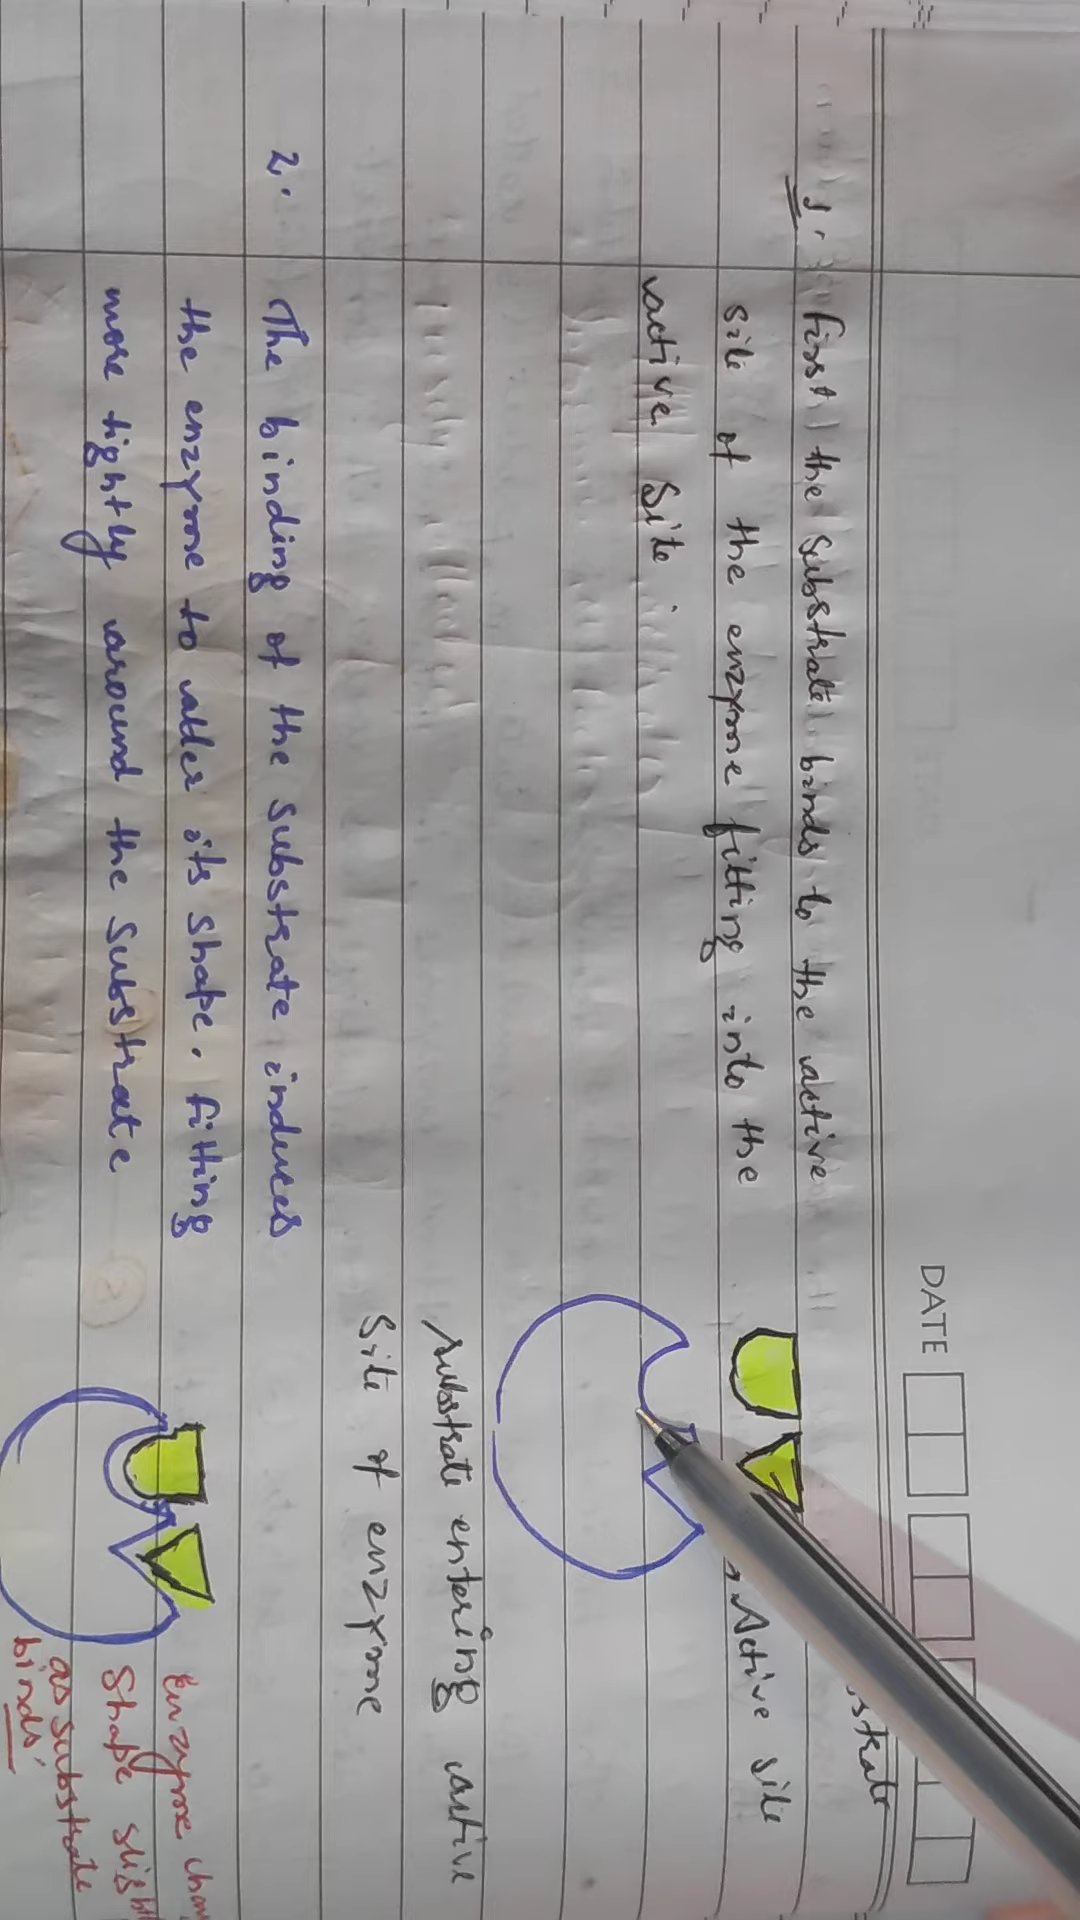 DATE
1. first the substrate binds to the active
site of the enzyme fitting into the
active site
Active site
substrate entering active
site of enzyme
2. The binding of the substrate induces
the enzyme to alter its shape. fitting
more tightly around the substrate
Enzyme
shape
as substrate
binds,